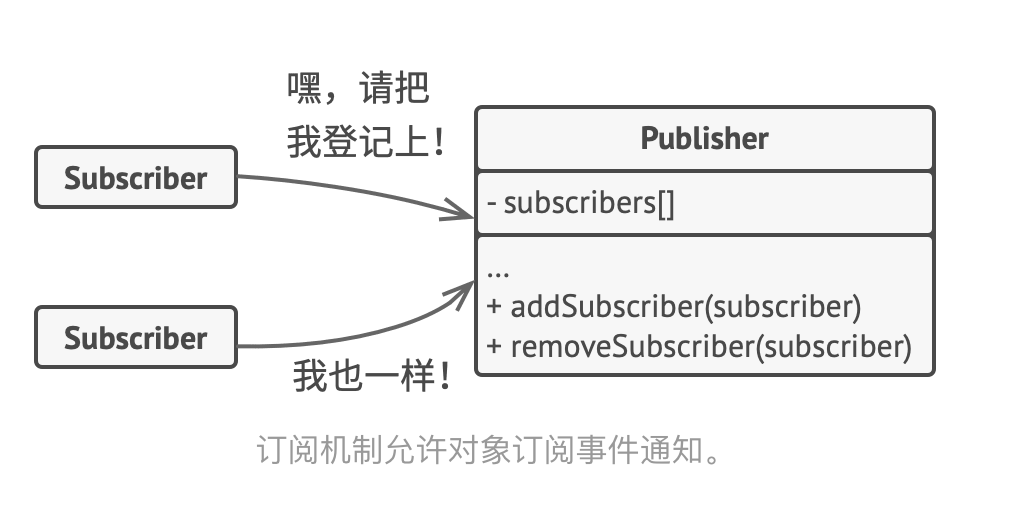 嘿，请把
我登记上！
Subscriber
Publisher
- subscribers[]
...
+ addSubscriber(subscriber)
+ removeSubscriber(subscriber)
Subscriber
我也一样！
订阅机制允许对象订阅事件通知。